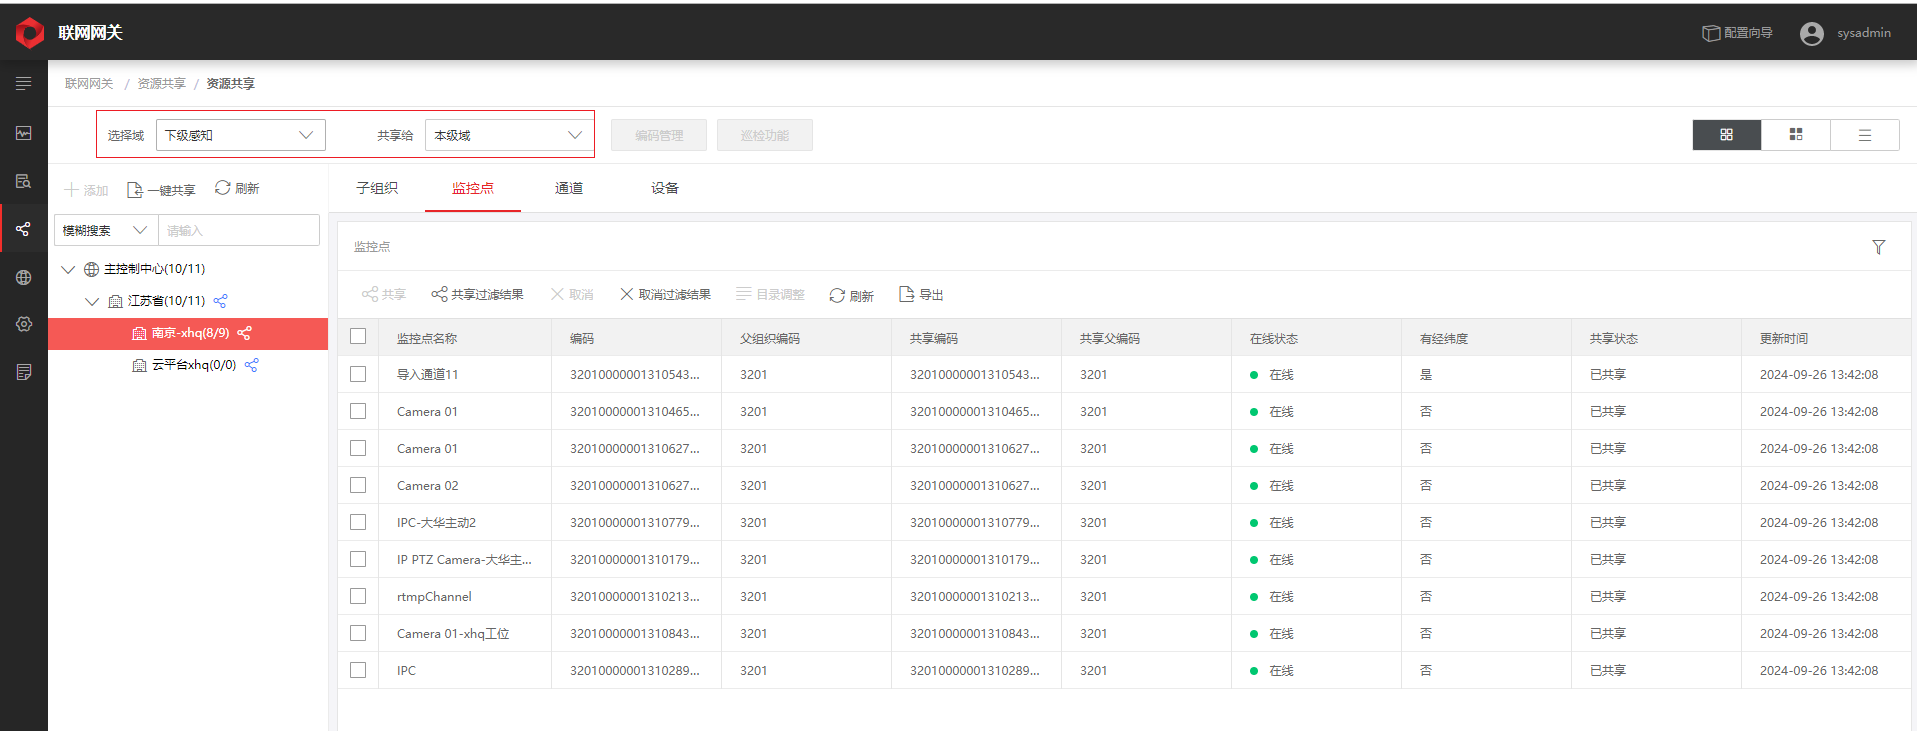 联网网关
配置向导 sysadmin
联网网关 / 资源共享 / 资源共享
选择域 下级感知 共享给 本级域 编码管理 巡检功能
添加 一键共享 刷新
子组织 监控点 通道 设备
模糊搜索 请输入
主控制中心(10/11)
江苏省(10/11)
南京-xhq(8/9)
云平台xhq(0/0)
监控点
共享 共享过滤结果 取消 取消过滤结果 目录调整 刷新 导出
监控点名称 编码 父组织编码 共享编码 共享父编码 在线状态 有经纬度 共享状态 更新时间
导入通道11 32010000001310543... 3201 32010000001310543... 3201 在线 是 已共享 2024-09-26 13:42:08
Camera 01 32010000001310465... 3201 32010000001310465... 3201 在线 否 已共享 2024-09-26 13:42:08
Camera 01 32010000001310627... 3201 32010000001310627... 3201 在线 否 已共享 2024-09-26 13:42:08
Camera 02 32010000001310627... 3201 32010000001310627... 3201 在线 否 已共享 2024-09-26 13:42:08
IPC-大华主动2 32010000001310779... 3201 32010000001310779... 3201 在线 否 已共享 2024-09-26 13:42:08
IP PTZ Camera-大华主... 32010000001310179... 3201 32010000001310179... 3201 在线 否 已共享 2024-09-26 13:42:08
rtmpChannel 32010000001310213... 3201 32010000001310213... 3201 在线 否 已共享 2024-09-26 13:42:08
Camera 01-xhq工位 32010000001310843... 3201 32010000001310843... 3201 在线 否 已共享 2024-09-26 13:42:08
IPC 32010000001310289... 3201 32010000001310289... 3201 在线 否 已共享 2024-09-26 13:42:08